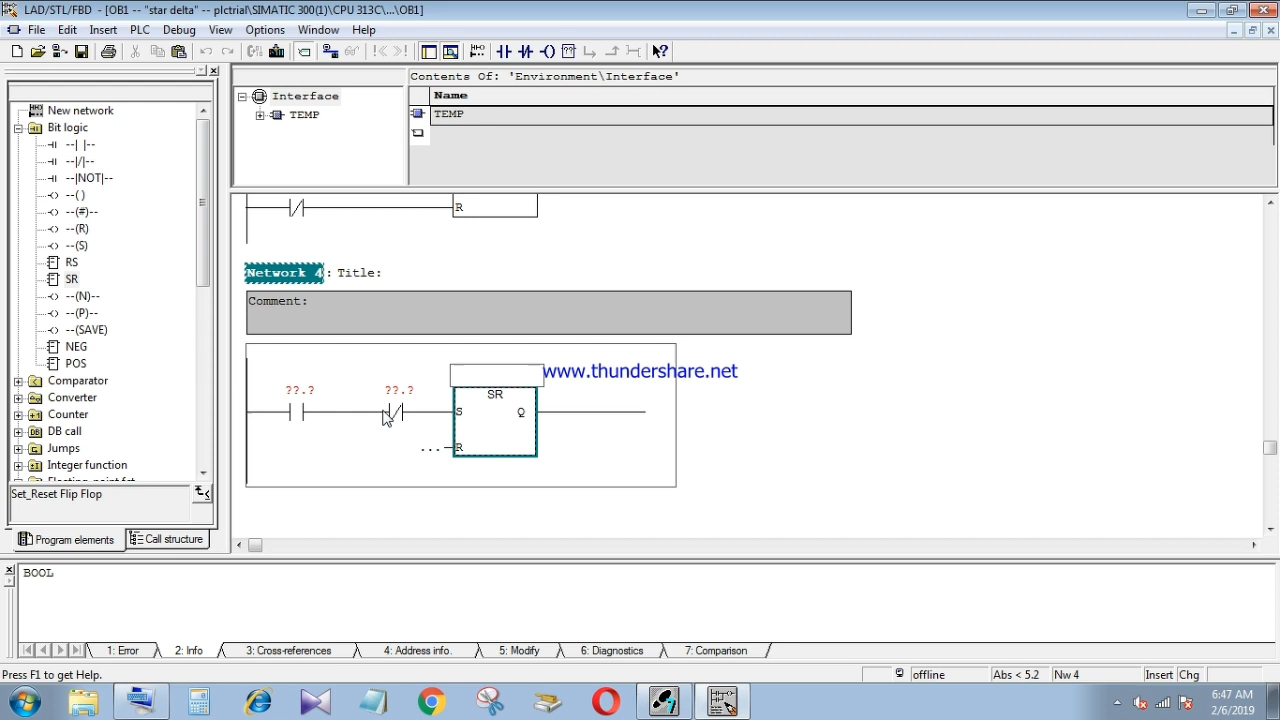 LAD/STL/FBD - [OB1 -- "star delta" -- plctrial\SIMATIC 300(1)\CPU 313C\...\OB1]
File Edit Insert PLC Debug View Options Window Help
Contents Of: 'Environment\Interface'
Interface
TEMP
Name
TEMP
New network
Bit logic
--| |--
--|/|--
--|NOT|--
--( )
--(#)--
--(R)
--(S)
RS
SR
--(N)--
--(P)--
--(SAVE)
NEG
POS
Comparator
Converter
Counter
DB call
Jumps
Integer function
Set_Reset Flip Flop
Program elements
Call structure
R
Network 4 : Title:
Comment:
www.thundershare.net
??.?
??.?
SR
S
Q
...
R
BOOL
1: Error
2: Info
3: Cross-references
4: Address info.
5: Modify
6: Diagnostics
7: Comparison
Press F1 to get Help.
offline
Abs < 5.2
Nw 4
Insert
Chg
6:47 AM
2/6/2019